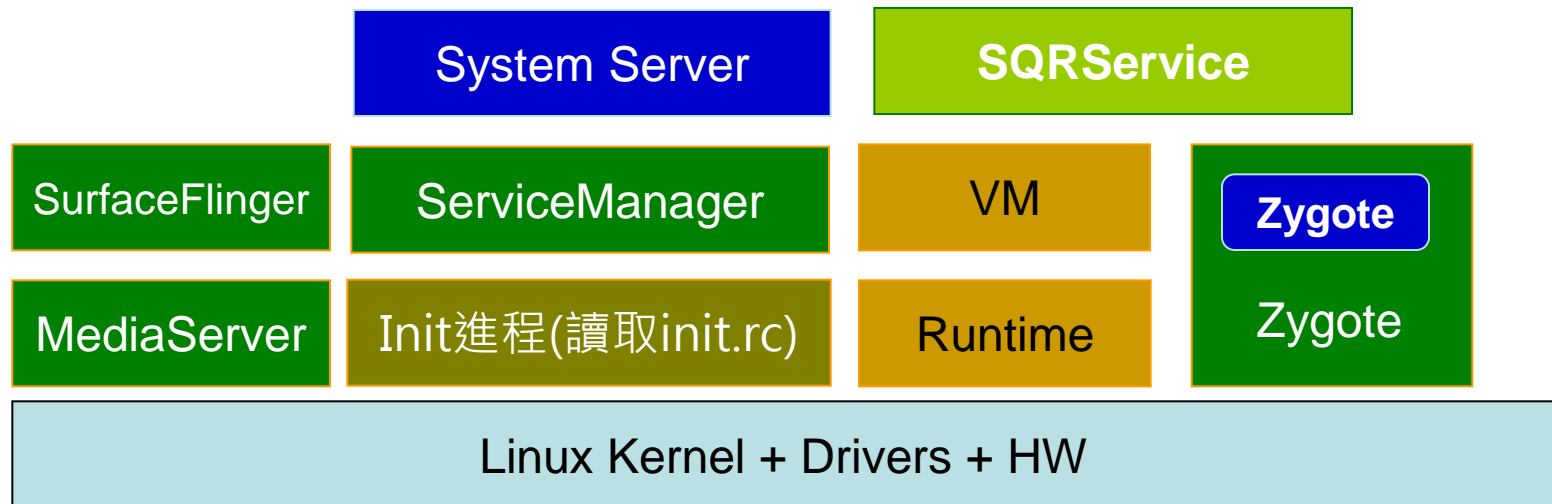 System Server
SQRService
SurfaceFlinger
ServiceManager
VM
Zygote
MediaServer
Init進程(讀取init.rc)
Runtime
Zygote
Linux Kernel + Drivers + HW